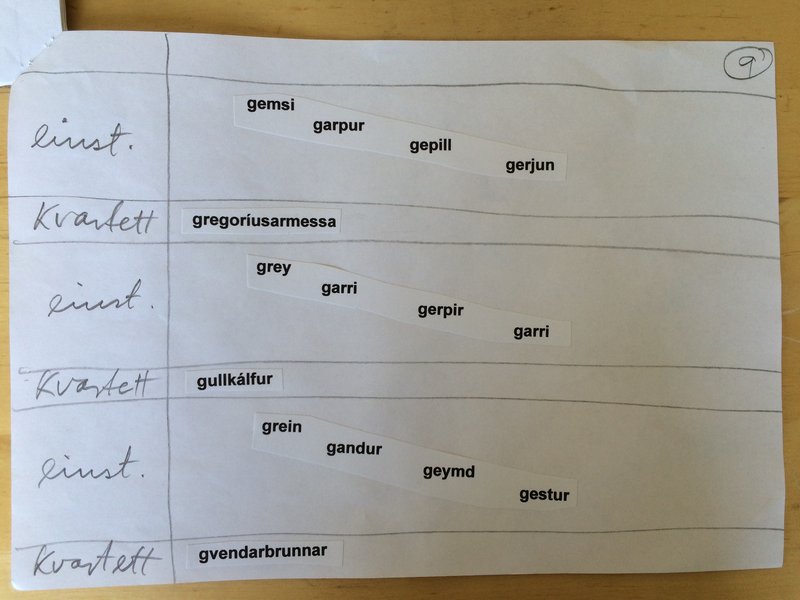 9
gemsi
einst. garpur
gepill
gerjun
Kvartett gregoríusarmessa
grey
einst. garri
gerpir
garri
Kvartett gullkálfur
grein
einst. gandur
geymd
gestur
Kvartett gvendarbrunnar